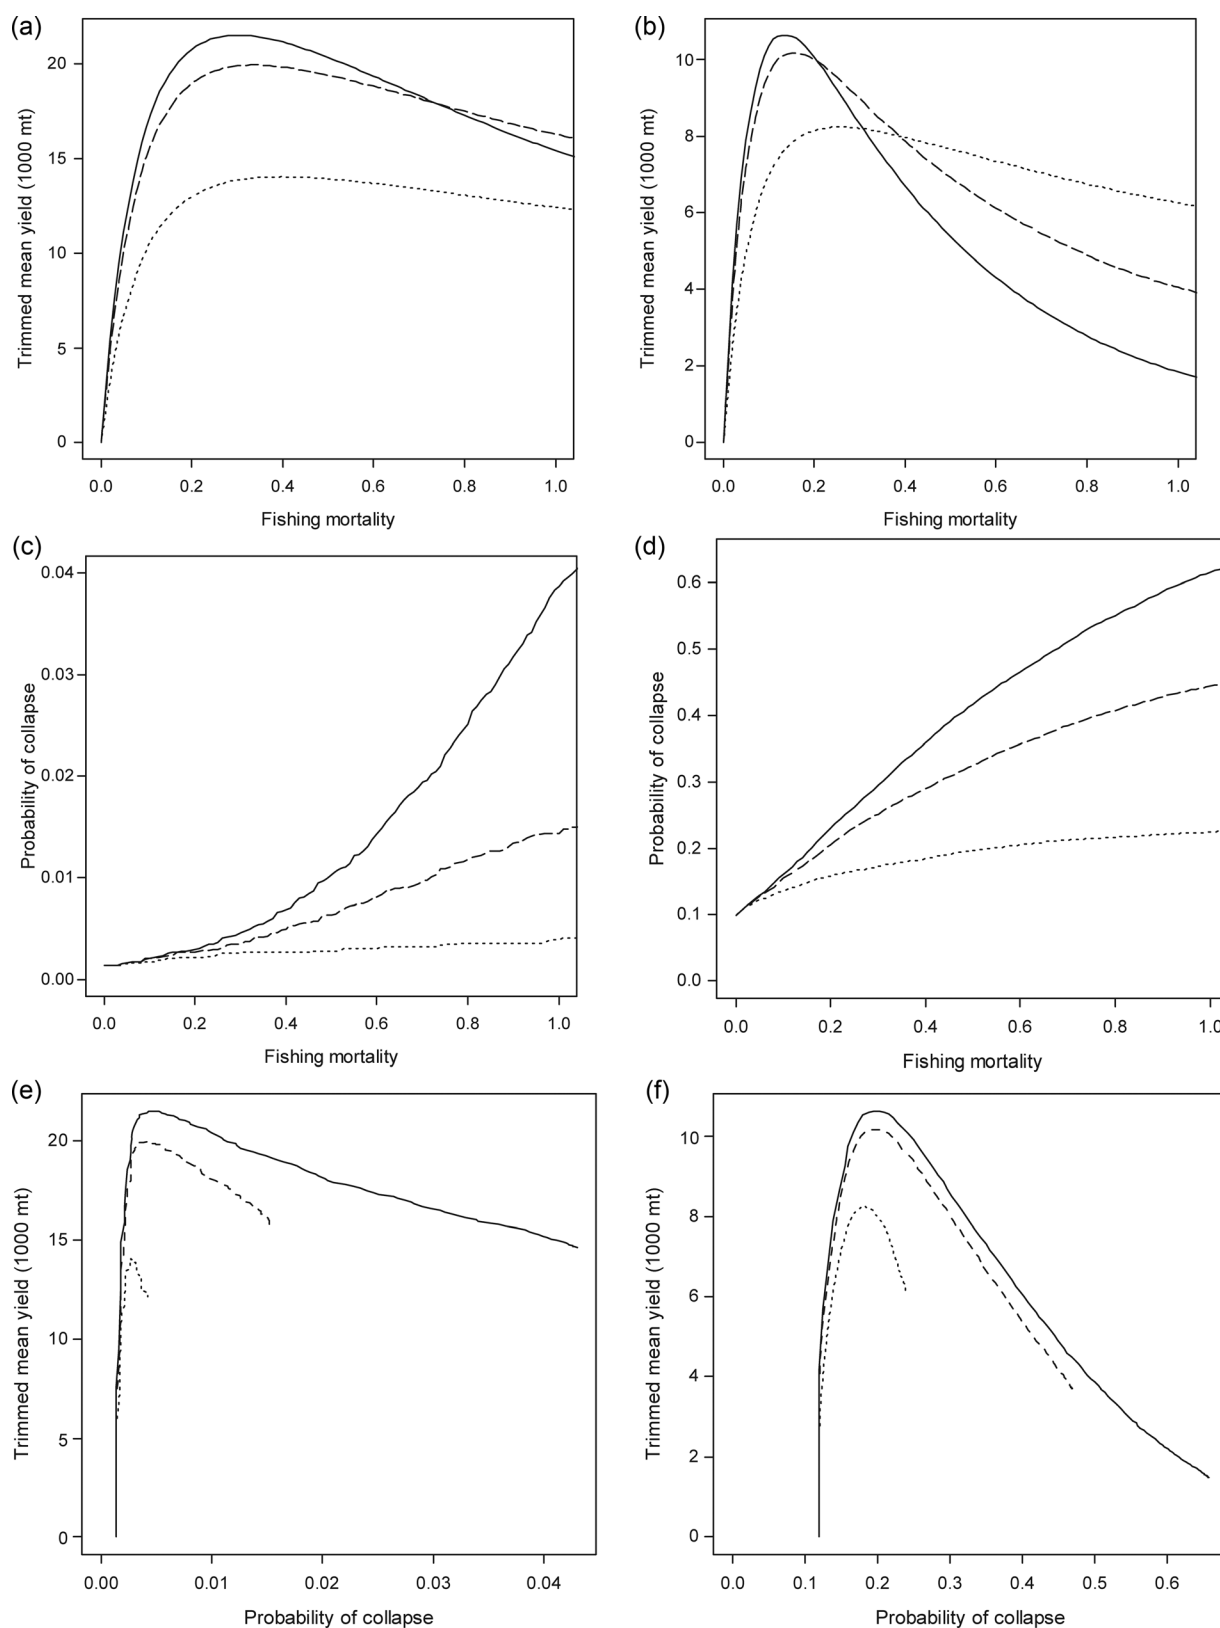 (a)
Trimmed mean yield (1000 mt)
20
15
10
5
0
0.0 0.2 0.4 0.6 0.8 1.0
Fishing mortality
(b)
Trimmed mean yield (1000 mt)
10
8
6
4
2
0
0.0 0.2 0.4 0.6 0.8 1.0
Fishing mortality
(c)
Probability of collapse
0.04
0.03
0.02
0.01
0.00
0.0 0.2 0.4 0.6 0.8 1.0
Fishing mortality
(d)
Probability of collapse
0.6
0.5
0.4
0.3
0.2
0.1
0.0
0.0 0.2 0.4 0.6 0.8 1.0
Fishing mortality
(e)
Trimmed mean yield (1000 mt)
20
15
10
5
0
0.00 0.01 0.02 0.03 0.04
Probability of collapse
(f)
Trimmed mean yield (1000 mt)
10
8
6
4
2
0
0.0 0.1 0.2 0.3 0.4 0.5 0.6
Probability of collapse